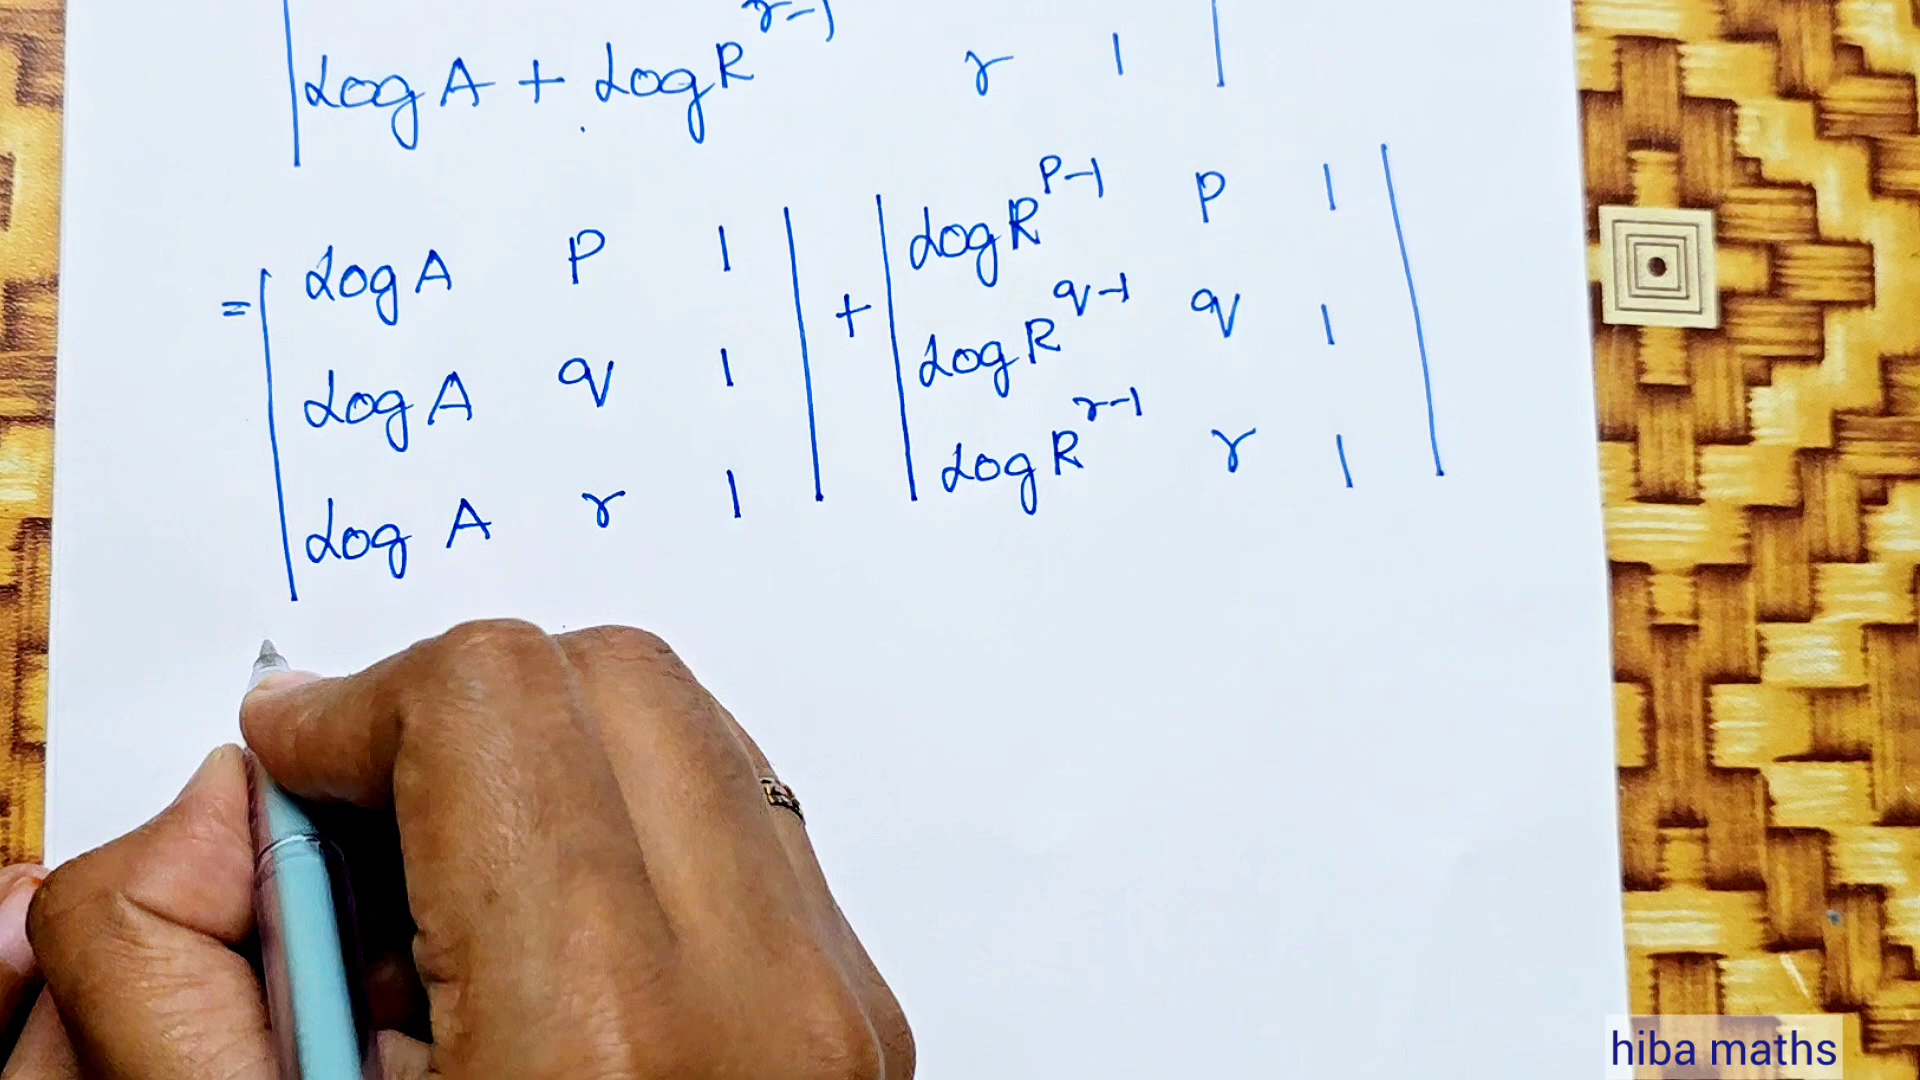 | log A + log R^(r-1) r 1 |
= | log A p 1 | + | log R^(p-1) p 1 |
| log A q 1 | | log R^(q-1) q 1 |
| log A r 1 | | log R^(r-1) r 1 |
hiba maths